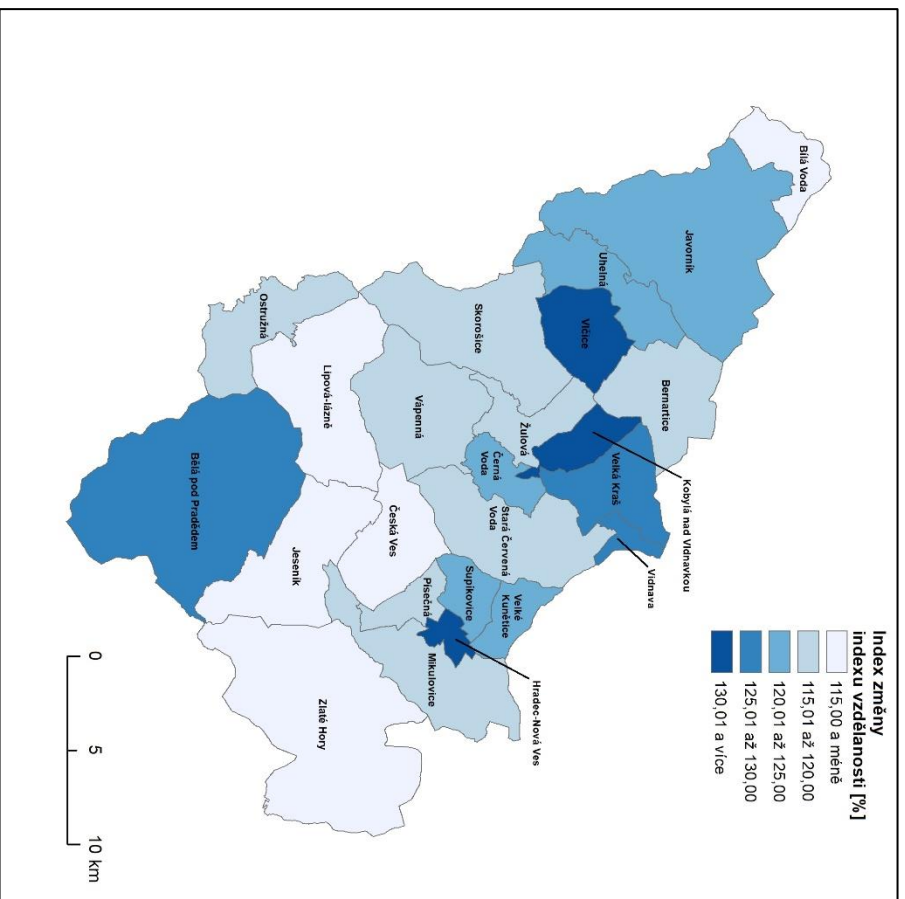 Bílá Voda
Javorník
Uhelná
Vlčice
Bernartice
Skorošice
Ostružná
Lipová-lázně
Vápenná
Žulová
Černá
Voda
Velká Kraš
Kobylá nad Vidnavkou
Vidnava
Stará Červená
Voda
Česká Ves
Bělá pod Pradědem
Jeseník
Supíkovice
Velké
Kunětice
Písečná
Mikulovice
Hradec-Nová Ves
Zlaté Hory
Index změny
indexu vzdělanosti [%]
115,00 a méně
115,01 až 120,00
120,01 až 125,00
125,01 až 130,00
130,01 a více
0
5
10 km